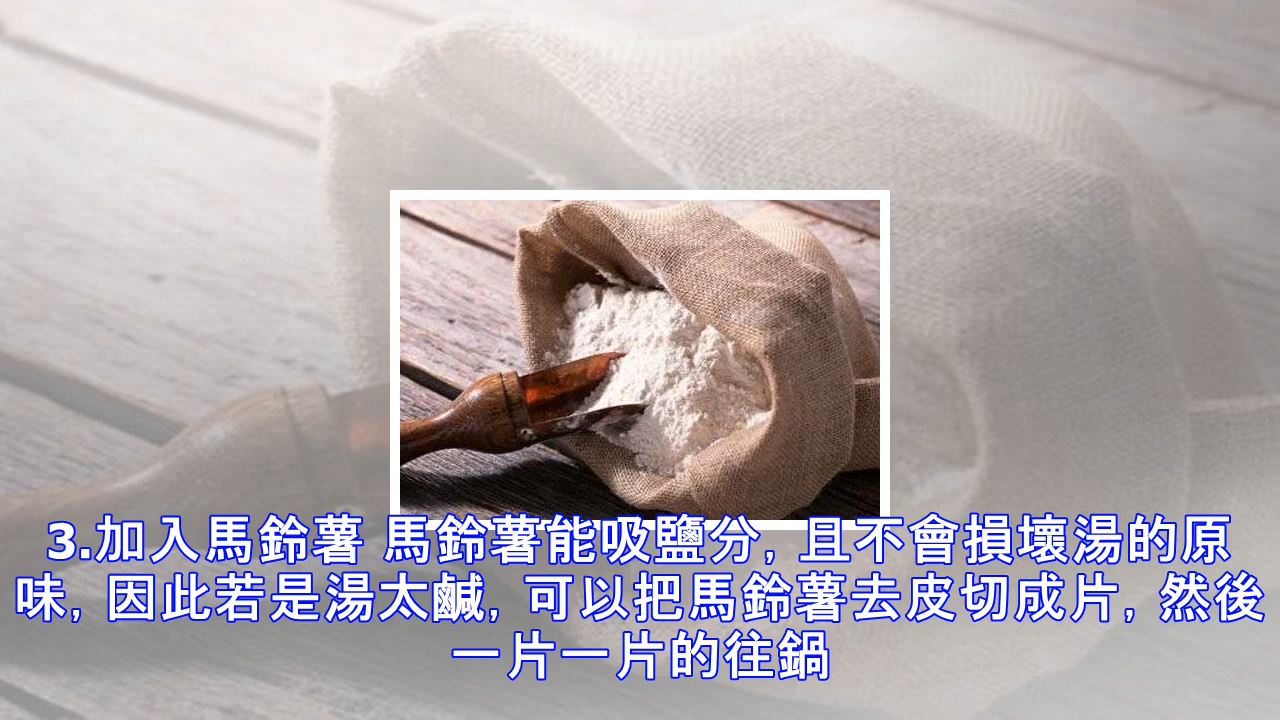 3.加入馬鈴薯 馬鈴薯能吸鹽分, 且不會損壞湯的原
味, 因此若是湯太鹹, 可以把馬鈴薯去皮切成片, 然後
一片一片的往鍋